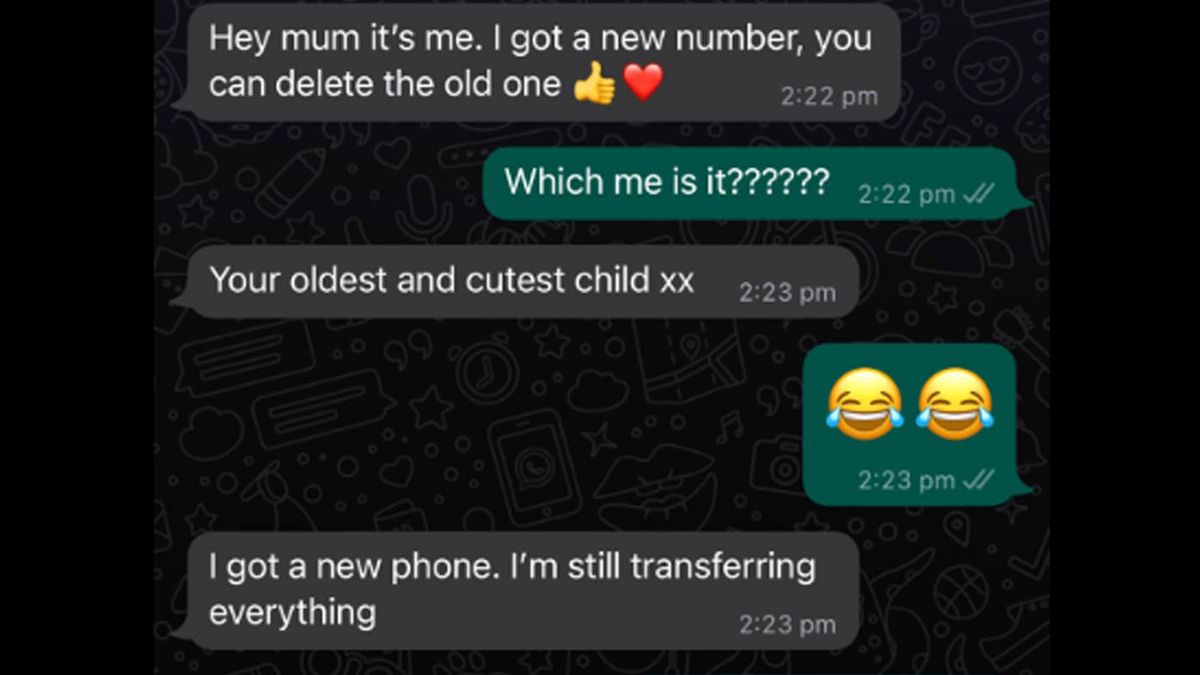 Hey mum it’s me. I got a new number, you
can delete the old one 👍❤️
2:22 pm
Which me is it??????
2:22 pm
Your oldest and cutest child xx
2:23 pm
😂😂
2:23 pm
I got a new phone. I’m still transferring
everything
2:23 pm